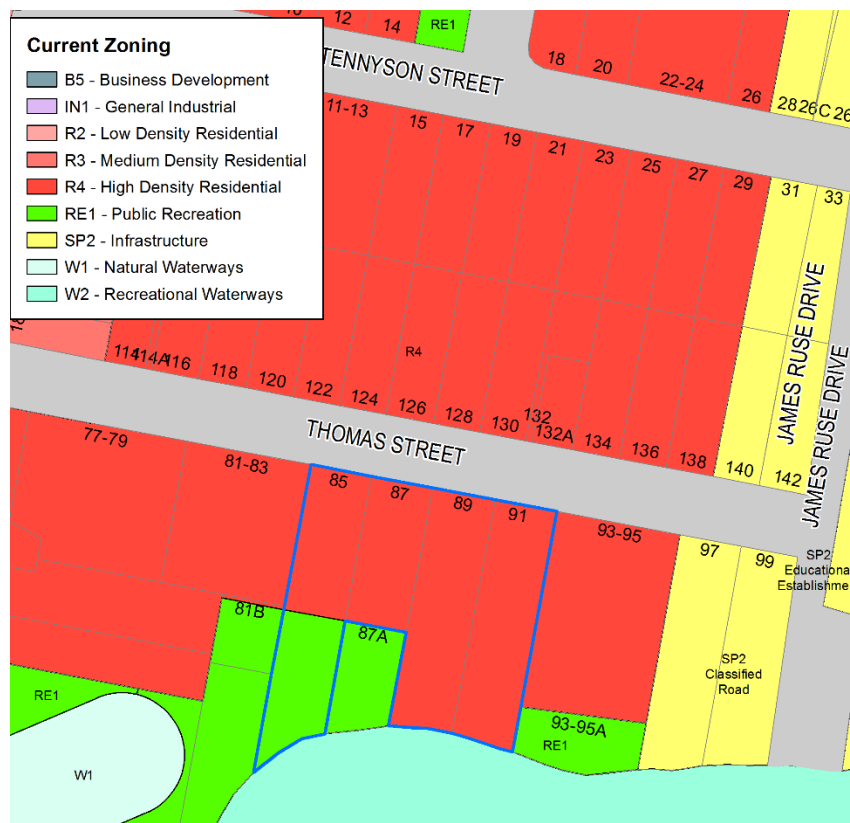 Current Zoning
B5 - Business Development
IN1 - General Industrial
R2 - Low Density Residential
R3 - Medium Density Residential
R4 - High Density Residential
RE1 - Public Recreation
SP2 - Infrastructure
W1 - Natural Waterways
W2 - Recreational Waterways
12
14
RE1
TENNYSON STREET
18
20
22-24
26
28
26C
26
11-13
15
17
19
21
23
25
27
29
31
33
JAMES RUSE DRIVE
JAMES RUSE DRIVE
R4
114
114A
116
118
120
122
124
126
128
130
132
132A
134
136
138
140
142
THOMAS STREET
77-79
81-83
85
87
89
91
93-95
97
99
SP2
Educationa
Establishme
81B
87A
SP2
Classified
Road
RE1
93-95A
RE1
W1